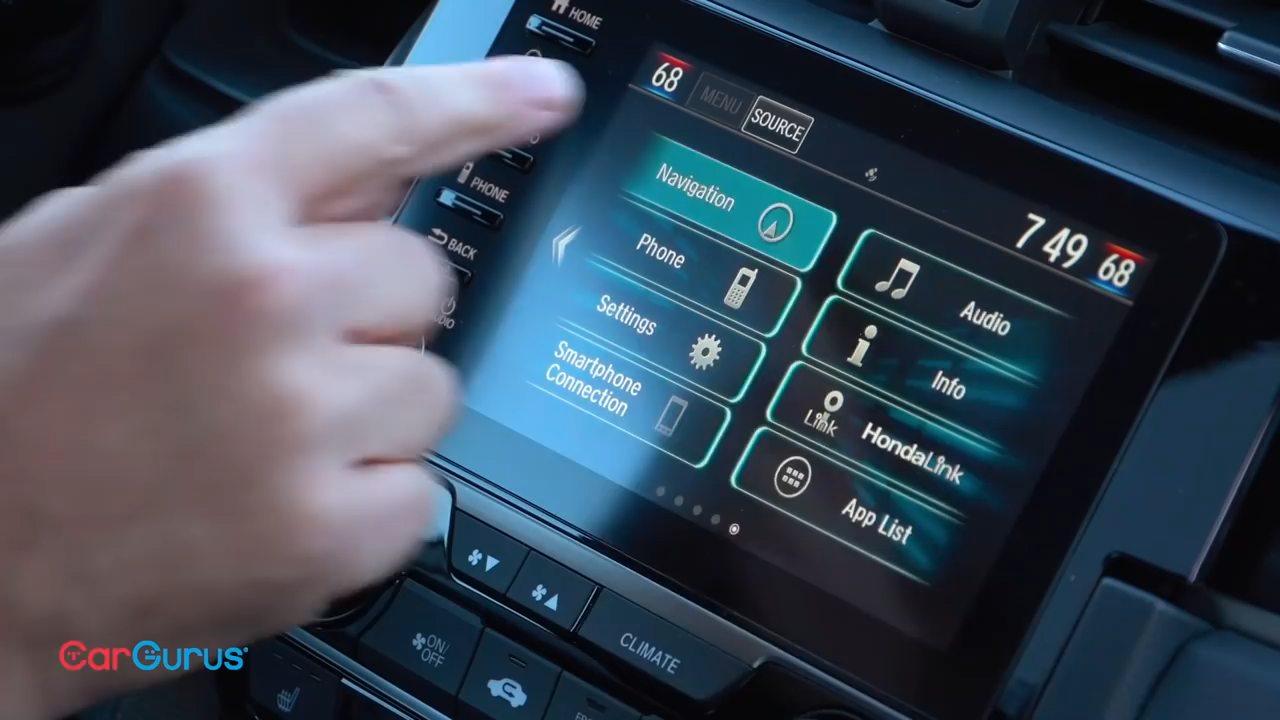 HOME
68
MENU
SOURCE
PHONE
BACK
Navigation
Phone
Settings
Smartphone
Connection
7 49
68
Audio
Info
Link
HondaLink
App List
ON/
OFF
CLIMATE
CarGurus